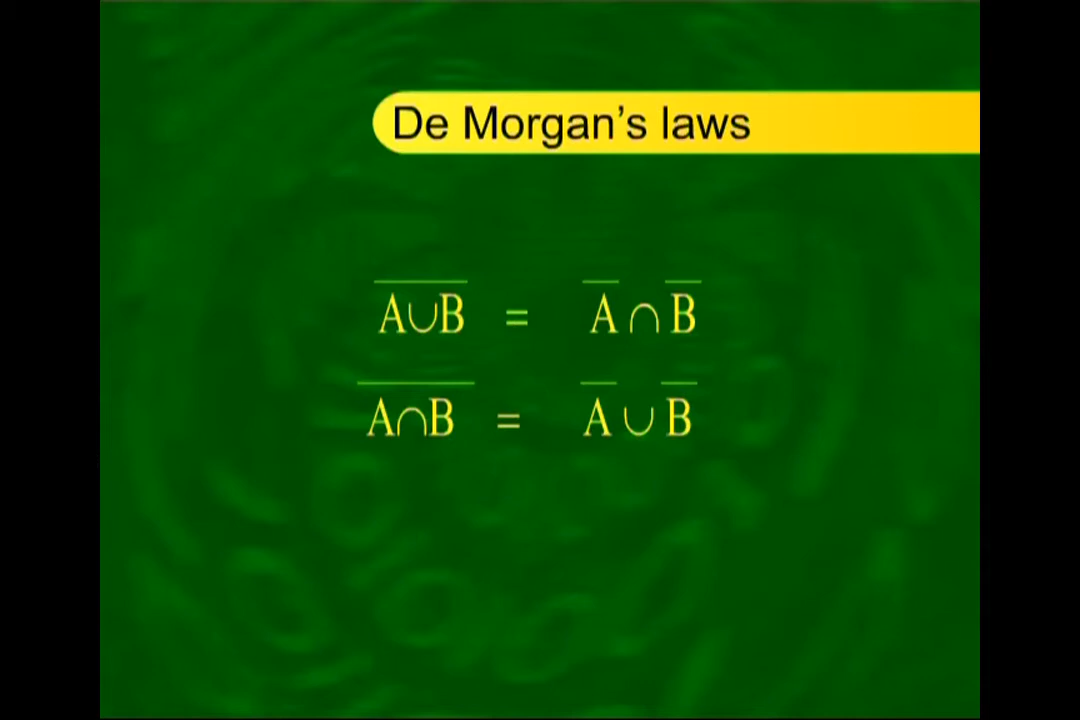 De Morgan's laws
A̅∪̅B̅ = A̅ ∩ B̅
A̅∩̅B̅ = A̅ ∪ B̅